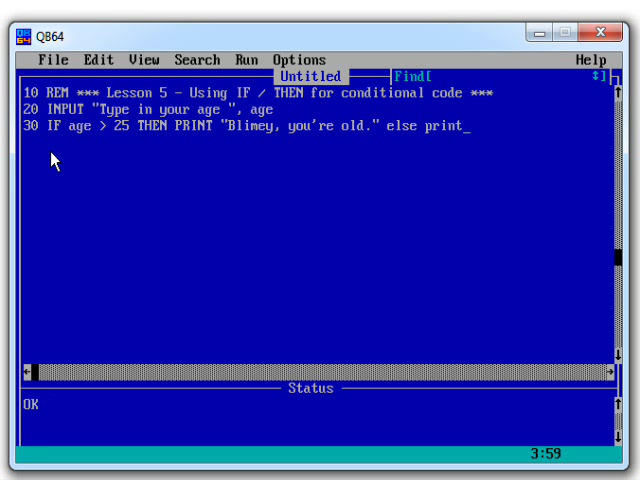 QB64
File Edit View Search Run Options Help
Untitled Find[ ]
10 REM *** Lesson 5 - Using IF / THEN for conditional code ***
20 INPUT "Type in your age ", age
30 IF age > 25 THEN PRINT "Blimey, you're old." else print_
Status
OK
3:59